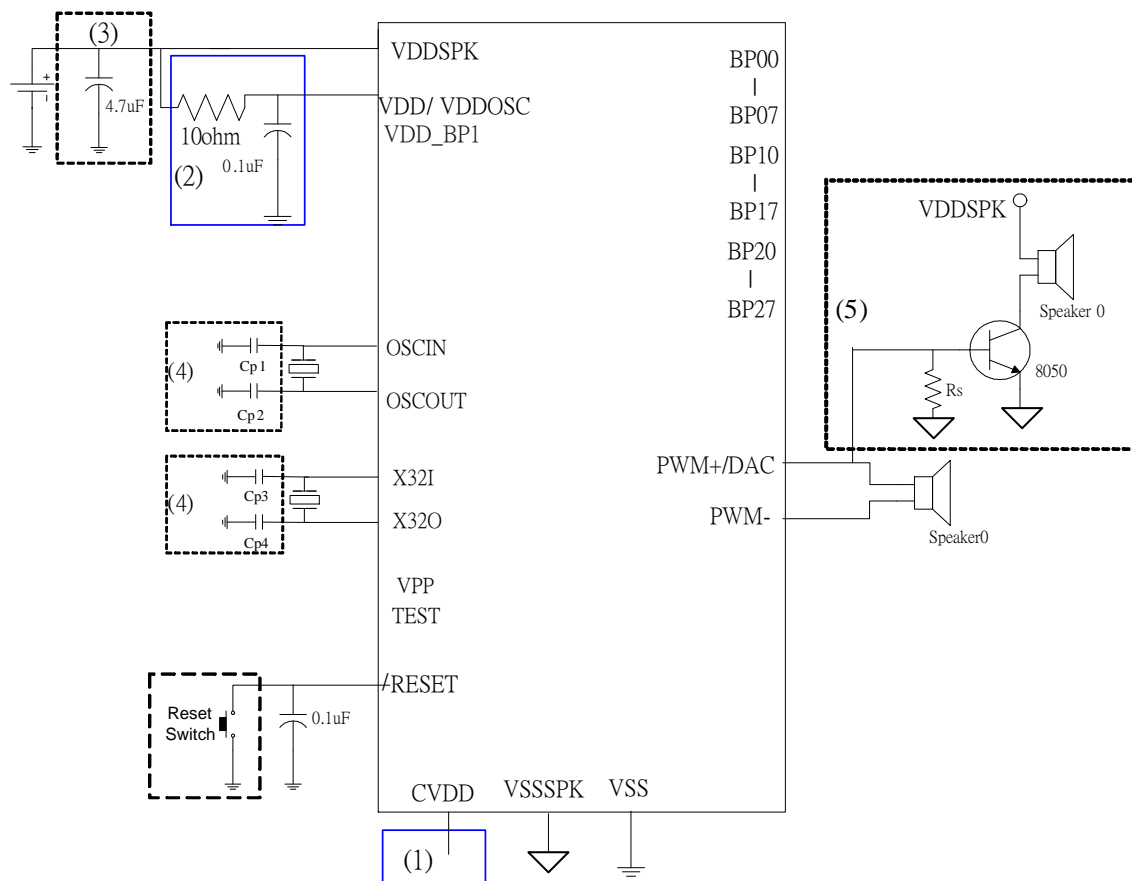 (3)
VDDSPK
BP00
+
-
4.7uF
VDD/ VDDOSC
VDD_BP1
10ohm
0.1uF
(2)
BP07
BP10
BP17
BP20
BP27
VDDSPK
Speaker 0
(5)
8050
Rs
OSCIN
Cp1
(4)
OSCOUT
Cp2
X32I
Cp3
(4)
X32O
Cp4
PWM+/DAC
PWM-
Speaker0
VPP
TEST
/RESET
Reset
Switch
0.1uF
CVDD
VSSSPK
VSS
(1)